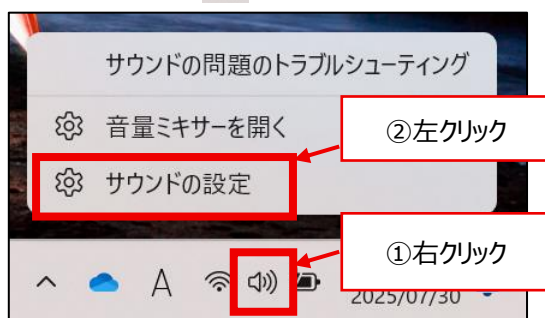 サウンドの問題のトラブルシューティング
音量ミキサーを開く
②左クリック
サウンドの設定
①右クリック
A
2025/07/30